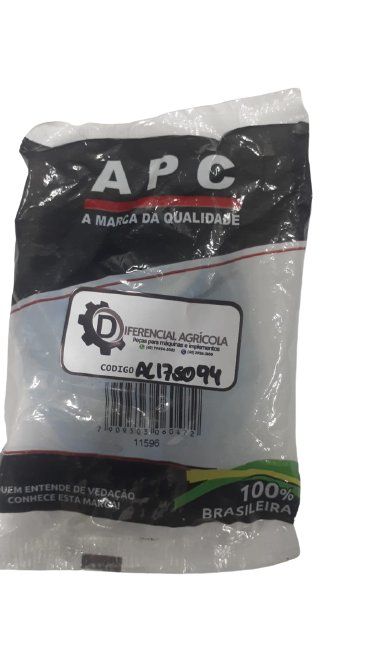 APC
A MARCA DA QUALIDADE
DIFERENCIAL AGRÍCOLA
Peças para máquinas e implementos
CODIGO AL175094
11596
QUEM ENTENDE DE VEDAÇÃO
CONHECE ESTA MARCA!
100%
BRASILEIRA